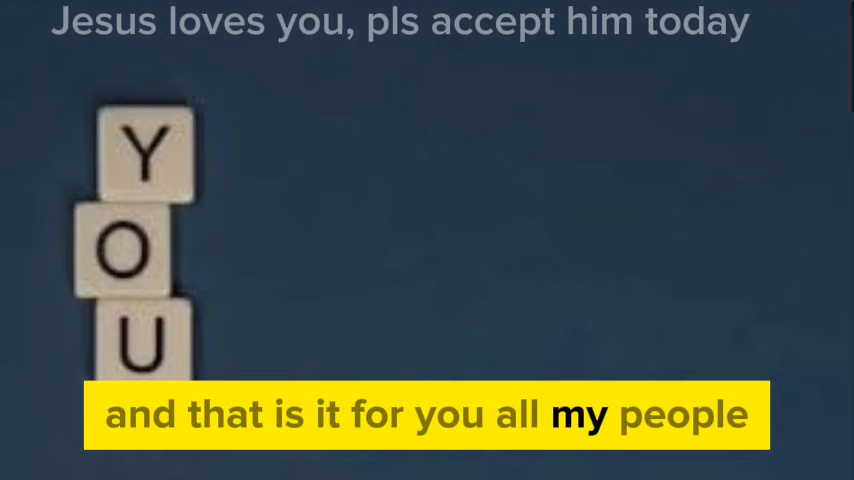 Jesus loves you, pls accept him today
Y
O
U
and that is it for you all my people